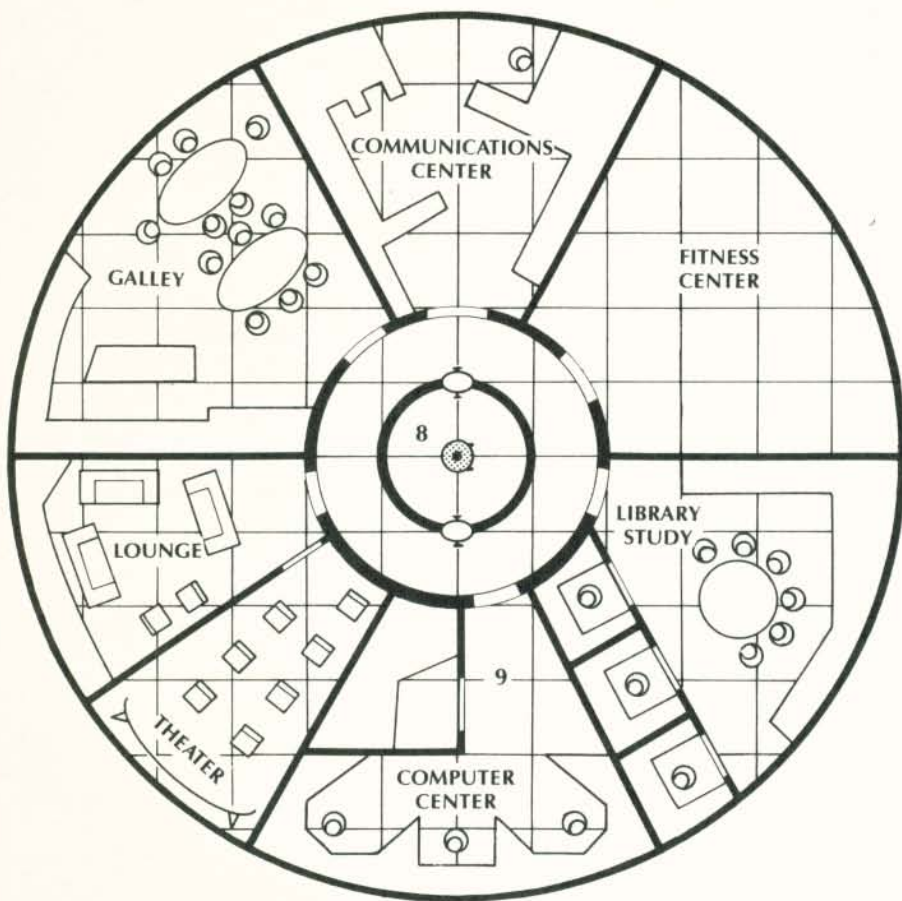 COMMUNICATIONS
CENTER
GALLEY
FITNESS
CENTER
8
LOUNGE
LIBRARY
STUDY
9
THEATER
COMPUTER
CENTER